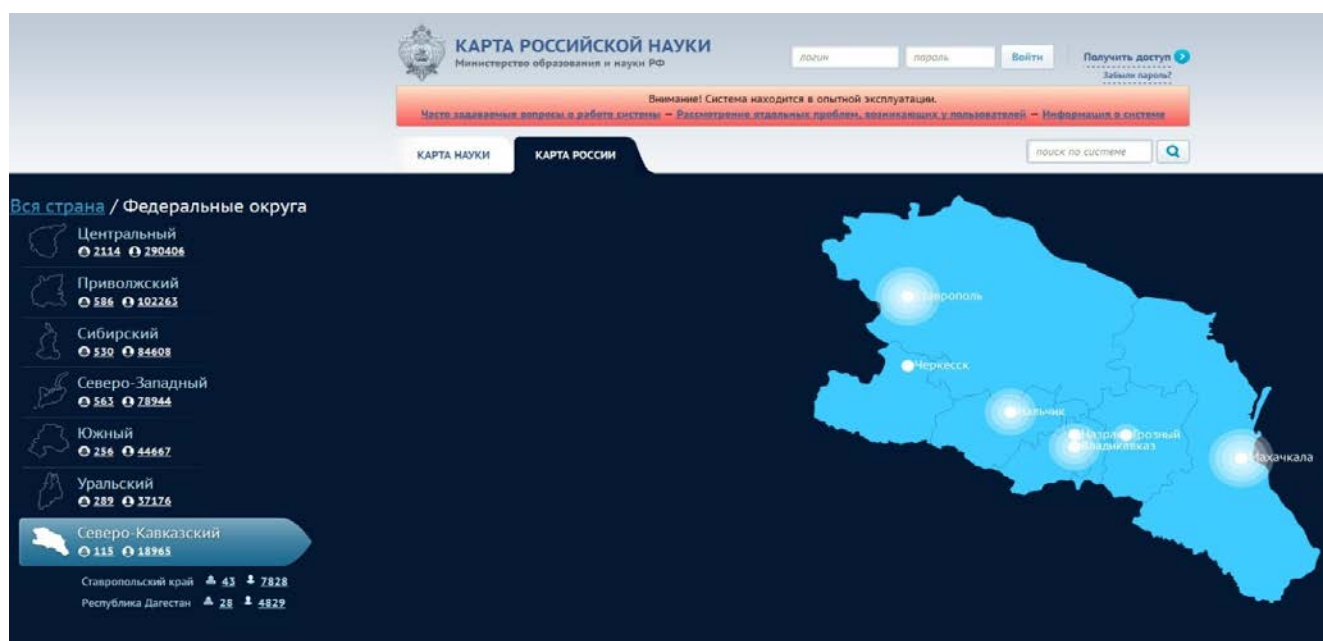 КАРТА РОССИЙСКОЙ НАУКИ
Министерство образования и науки РФ
логин
пароль
Войти
Получить доступ
Забыли пароль?
Внимание! Система находится в опытной эксплуатации.
Часто задаваемые вопросы о работе системы — Рассмотрение отдельных проблем, возникающих у пользователей — Информация о системе
КАРТА НАУКИ
КАРТА РОССИИ
поиск по системе
Вся страна / Федеральные округа
Центральный
2114 290406
Приволжский
586 102263
Сибирский
530 84608
Северо-Западный
563 78944
Южный
256 44667
Уральский
289 37176
Северо-Кавказский
115 18965
Ставропольский край 43 7828
Республика Дагестан 28 4829
Ставрополь
Черкесск
Нальчик
Назрань Грозный
Владикавказ
Махачкала